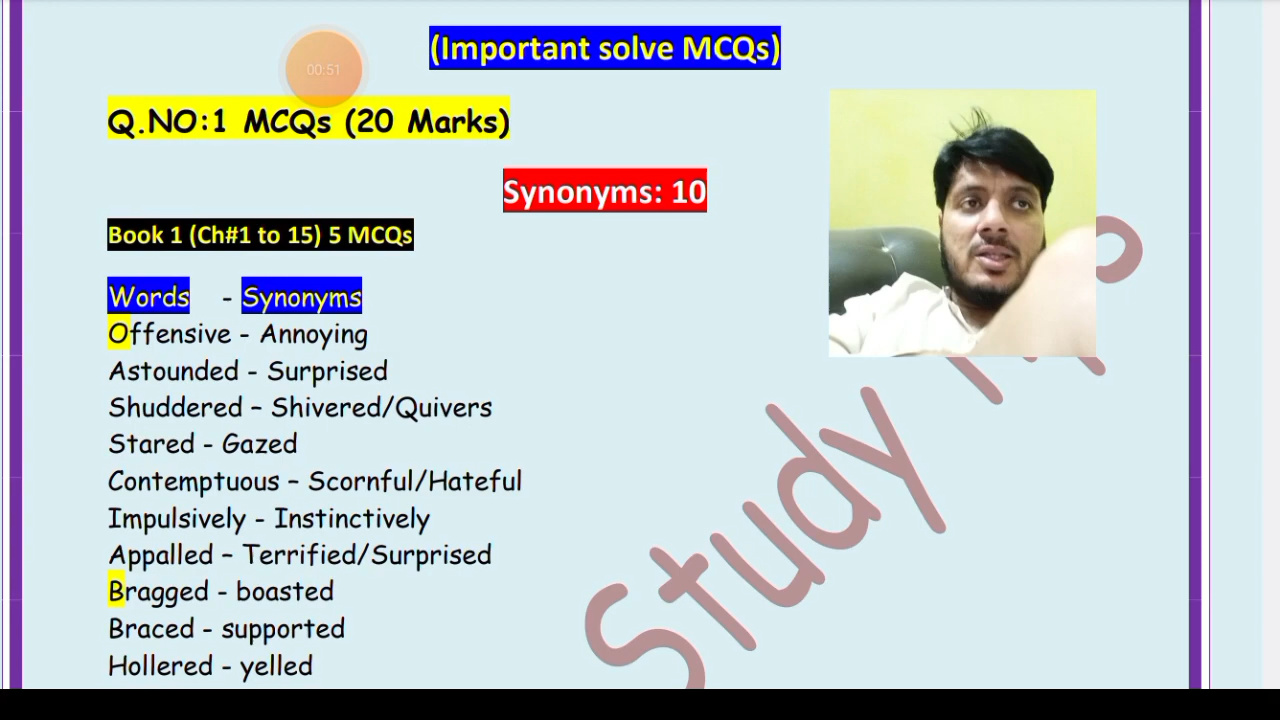 (Important solve MCQs)
00:51
Q.NO:1 MCQs (20 Marks)
Synonyms: 10
Book 1 (Ch#1 to 15) 5 MCQs
Words - Synonyms
Offensive - Annoying
Astounded - Surprised
Shuddered – Shivered/Quivers
Stared - Gazed
Contemptuous – Scornful/Hateful
Impulsively - Instinctively
Appalled – Terrified/Surprised
Bragged - boasted
Braced - supported
Hollered - yelled
Study